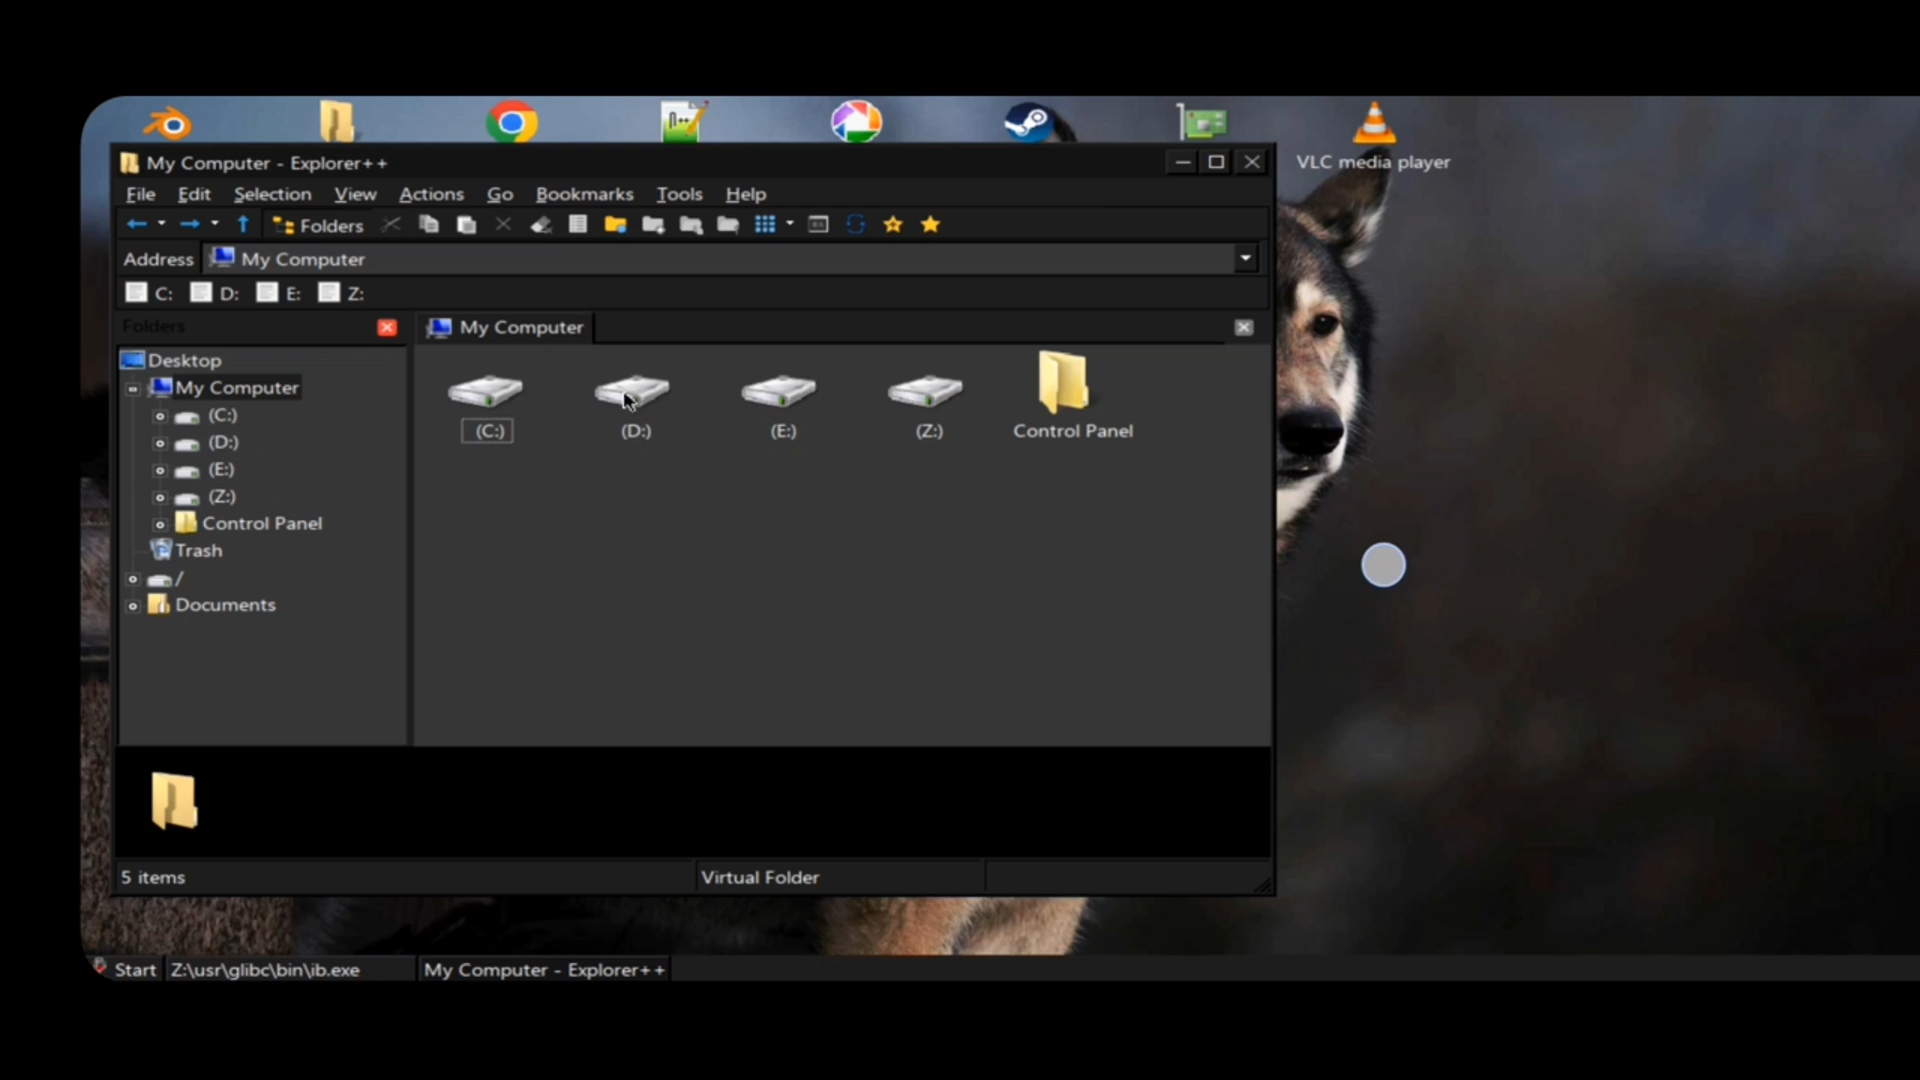 VLC media player
My Computer - Explorer++
File Edit Selection View Actions Go Bookmarks Tools Help
Folders
Address My Computer
C: D: E: Z:
Folders
My Computer
Desktop
My Computer
(C:)
(D:)
(E:)
(Z:)
Control Panel
Trash
/
Documents
(C:) (D:) (E:) (Z:) Control Panel
5 items Virtual Folder
Start Z:\usr\glibc\bin\ib.exe My Computer - Explorer++